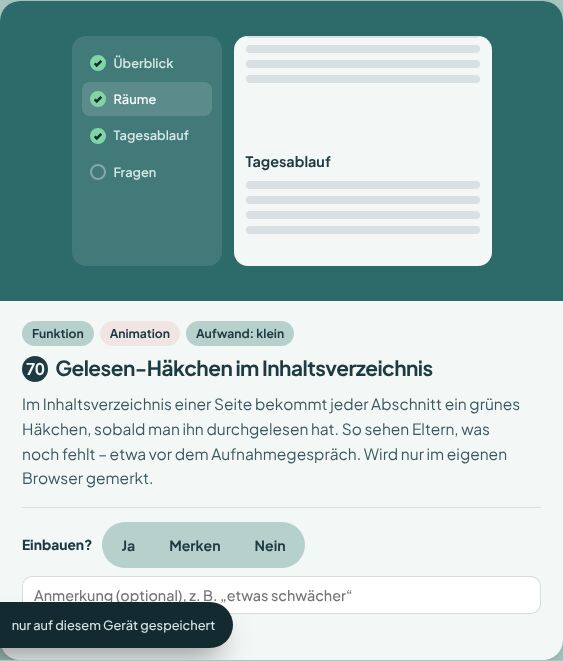 Überblick
Räume
Tagesablauf
Fragen
Tagesablauf
Funktion Animation Aufwand: klein
70 Gelesen-Häkchen im Inhaltsverzeichnis
Im Inhaltsverzeichnis einer Seite bekommt jeder Abschnitt ein grünes
Häkchen, sobald man ihn durchgelesen hat. So sehen Eltern, was
noch fehlt – etwa vor dem Aufnahmegespräch. Wird nur im eigenen
Browser gemerkt.
Einbauen? Ja Merken Nein
Anmerkung (optional), z. B. „etwas schwächer“
nur auf diesem Gerät gespeichert